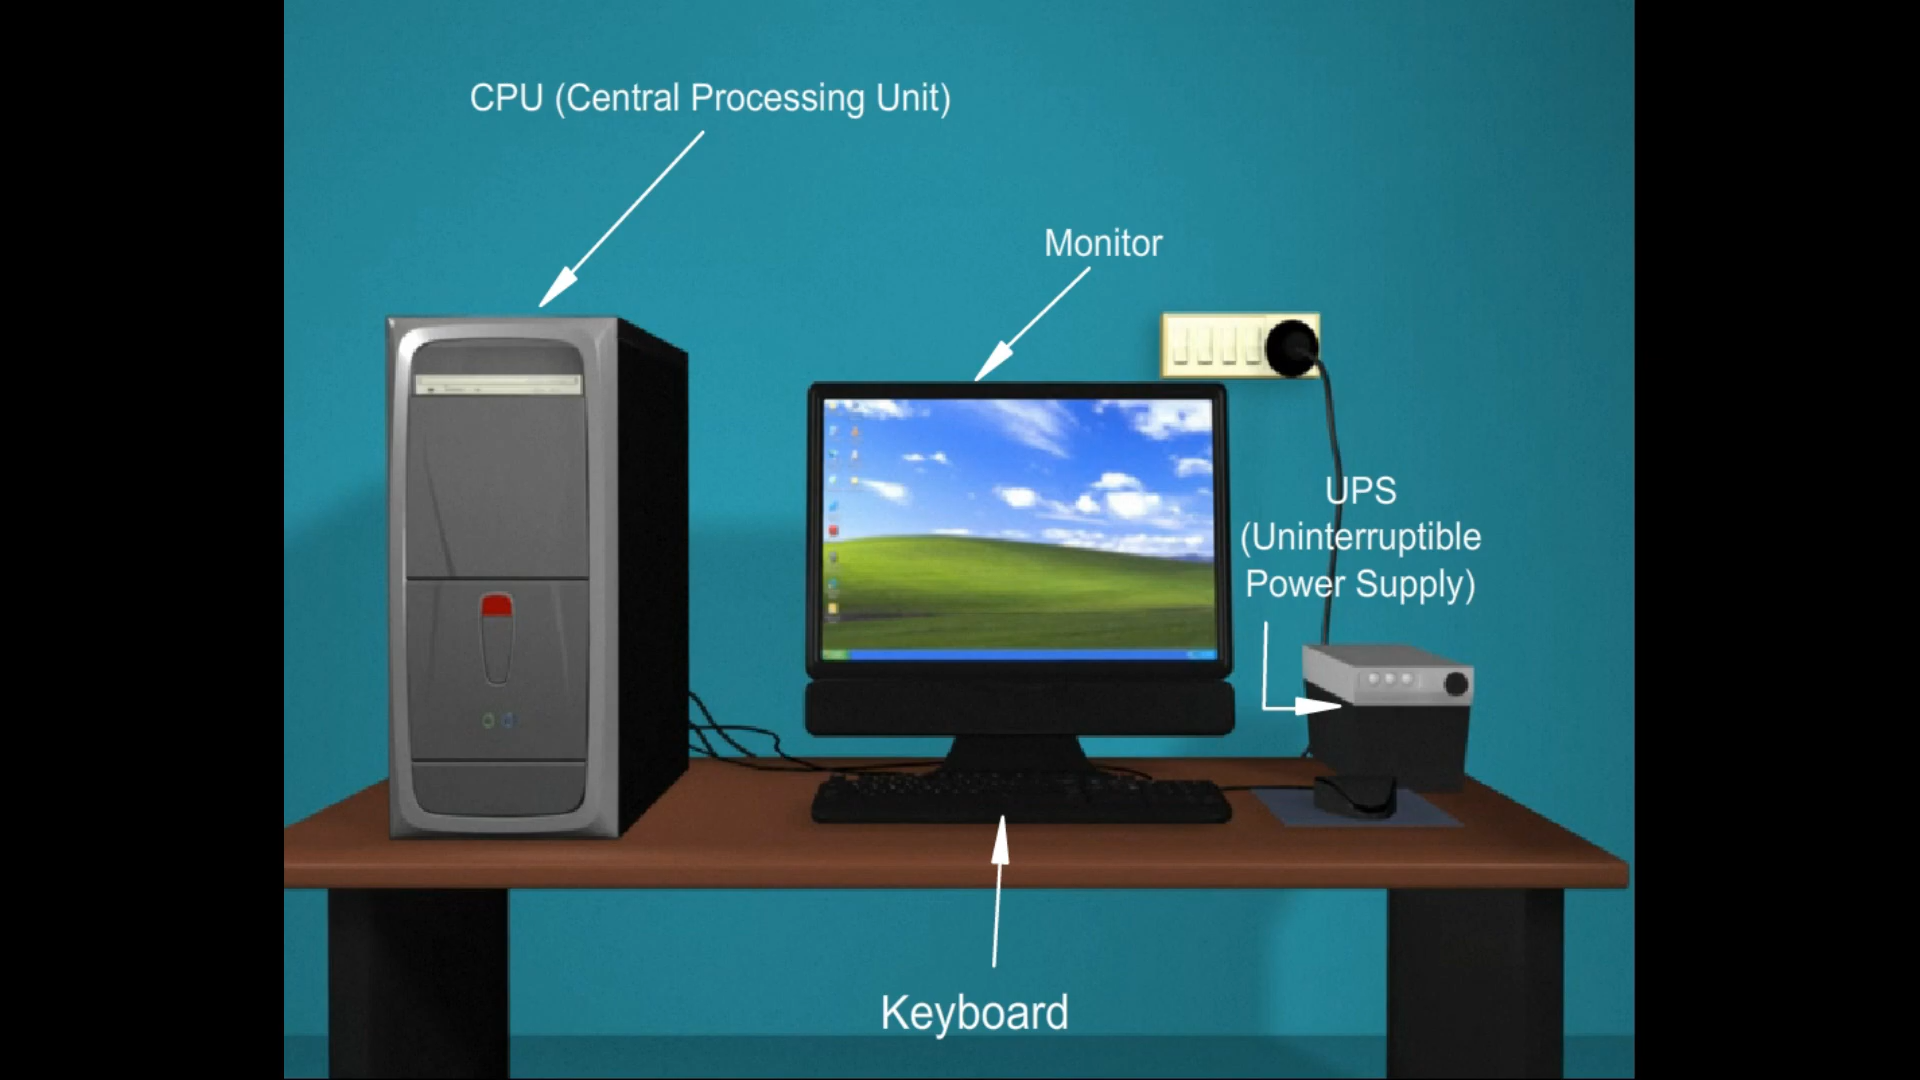 CPU (Central Processing Unit)
Monitor
UPS
(Uninterruptible
Power Supply)
Keyboard